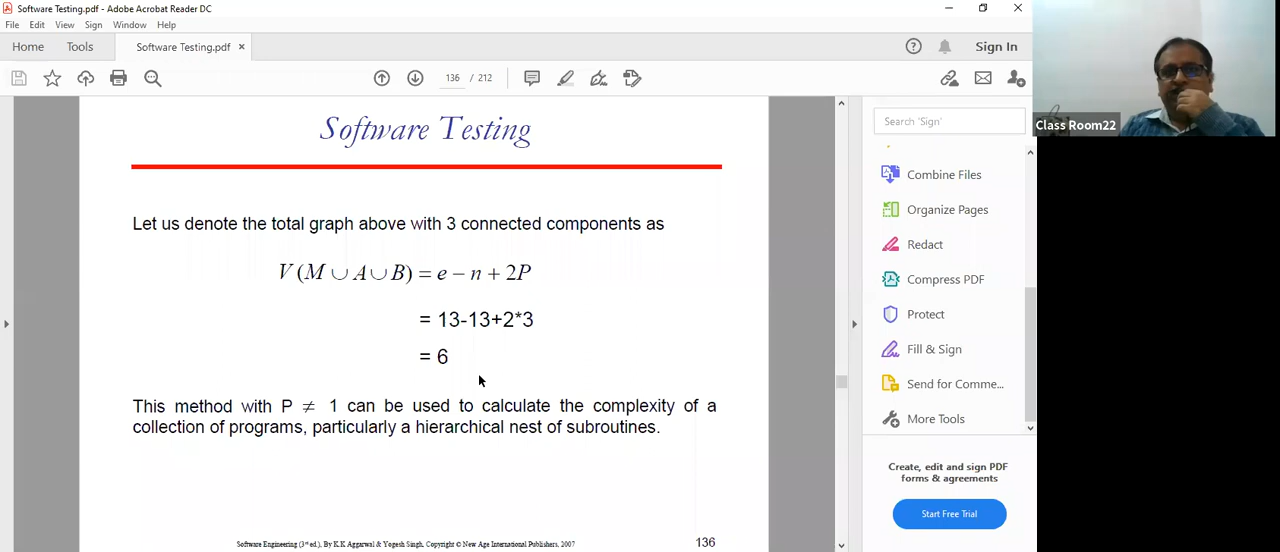 Software Testing.pdf - Adobe Acrobat Reader DC
File Edit View Sign Window Help
Home Tools Software Testing.pdf × Sign In
136 / 212
Software Testing
Let us denote the total graph above with 3 connected components as
V (M ∪ A ∪ B) = e − n + 2P
= 13-13+2*3
= 6
This method with P ≠ 1 can be used to calculate the complexity of a
collection of programs, particularly a hierarchical nest of subroutines.
Software Engineering (3rd ed.), By K.K Aggarwal & Yogesh Singh, Copyright © New Age International Publishers, 2007
136
Search 'Sign'
Combine Files
Organize Pages
Redact
Compress PDF
Protect
Fill & Sign
Send for Comme...
More Tools
Create, edit and sign PDF
forms & agreements
Start Free Trial
Class Room22